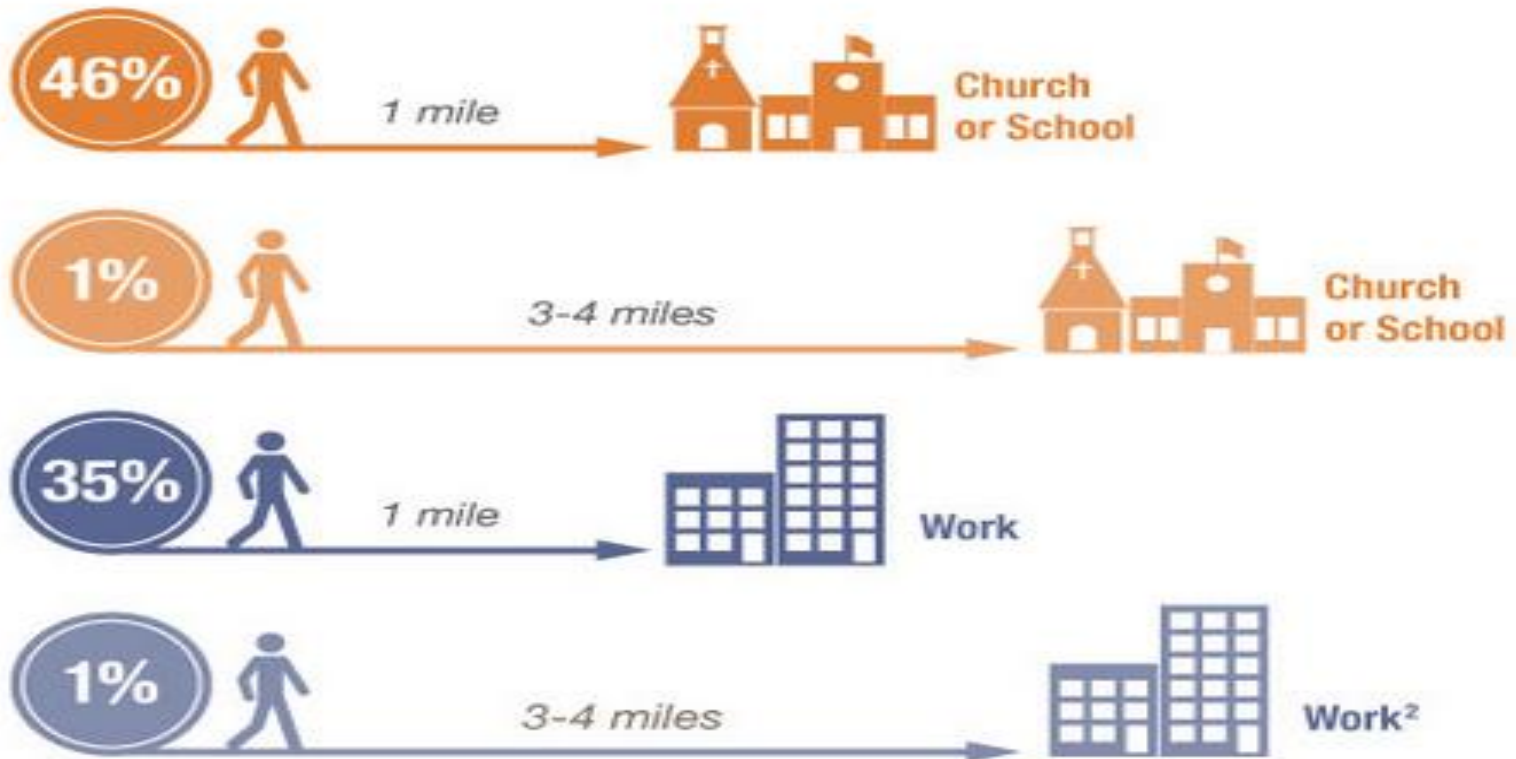 46%
1 mile
Church
or School
1%
3-4 miles
Church
or School
35%
1 mile
Work
1%
3-4 miles
Work²